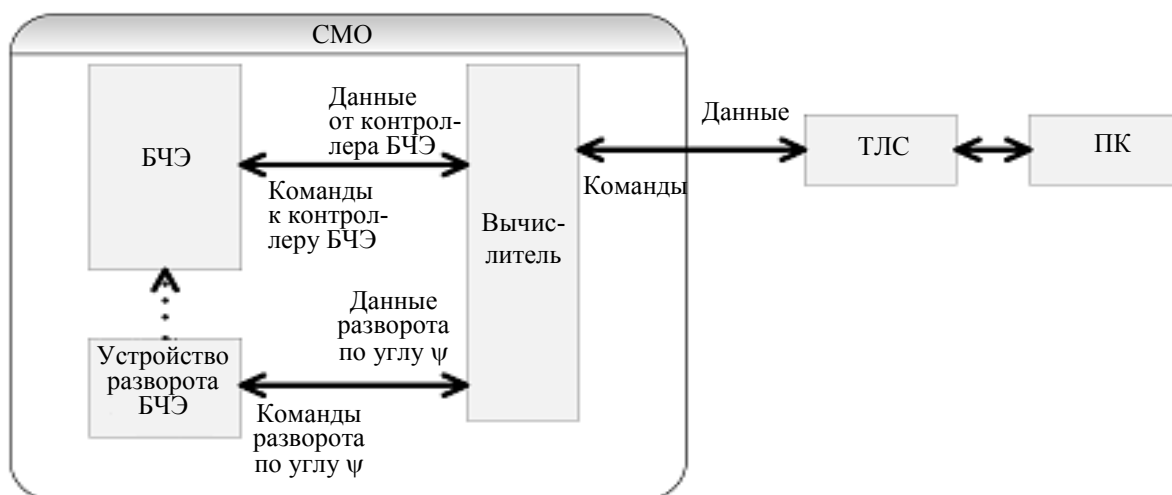 СМО
БЧЭ
Данные
от контрол-
лера БЧЭ
Команды
к контрол-
леру БЧЭ
Вычис-
литель
Данные
Команды
ТЛС
ПК
Устройство
разворота
БЧЭ
Данные
разворота
по углу ψ
Команды
разворота
по углу ψ